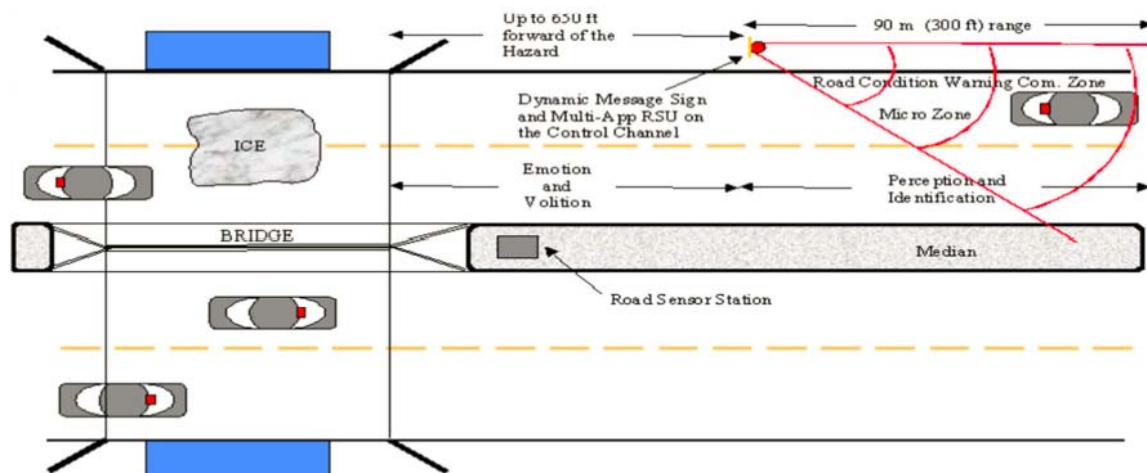 Up to 650 ft
forward of the
Hazard
90 m (300 ft) range
Road Condition Warning Com. Zone
Dynamic Message Sign
and Multi-App RSU on
the Control Channel
Micro Zone
ICE
Emotion
and
Volition
Perception and
Identification
BRIDGE
Median
Road Sensor Station